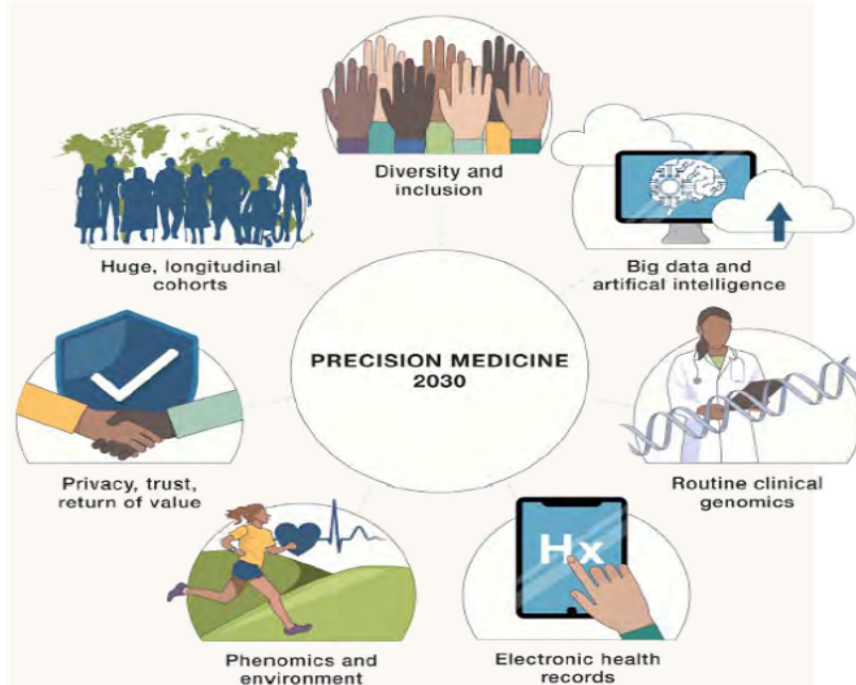 Diversity and
inclusion
Big data and
artifical intelligence
Routine clinical
genomics
Electronic health
records
Hx
Phenomics and
environment
Privacy, trust,
return of value
Huge, longitudinal
cohorts
PRECISION MEDICINE
2030